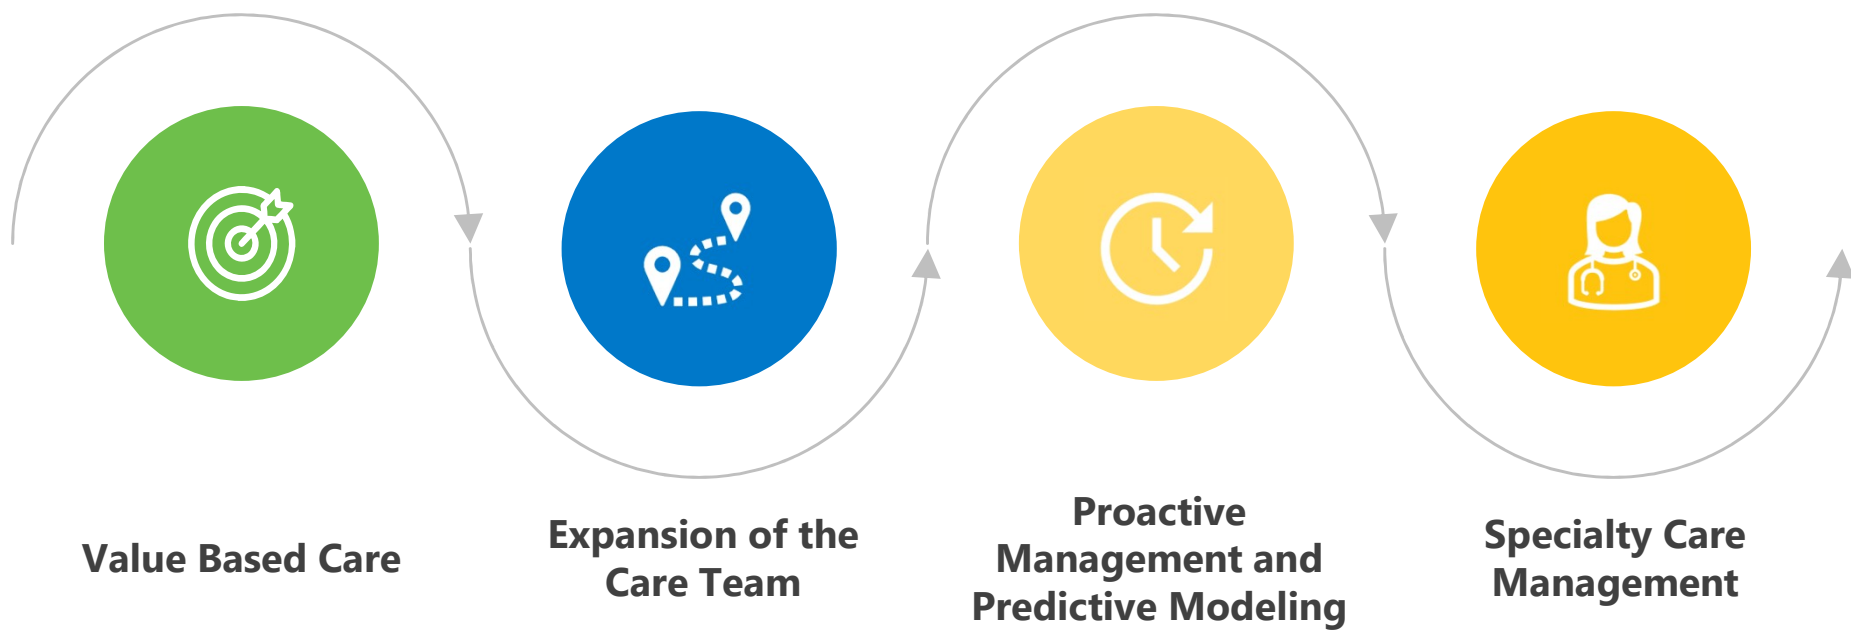 Value Based Care
Expansion of the
Care Team
Proactive
Management and
Predictive Modeling
Specialty Care
Management